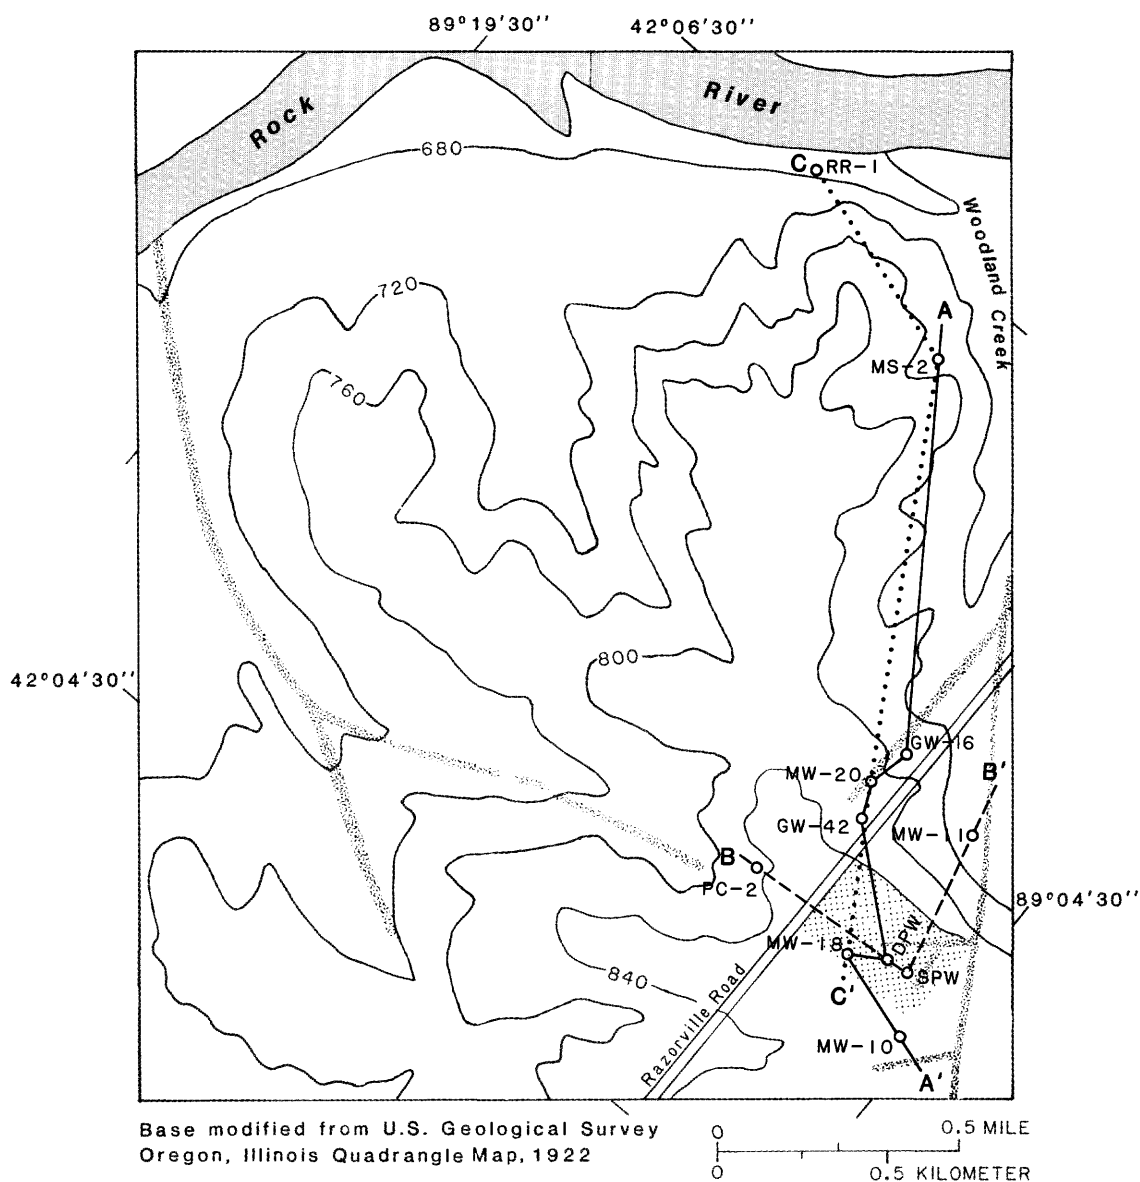 89°19'30"
42°06'30"
Rock
River
680
C
RR-1
Woodland Creek
720
A
MS-2
760
800
42°04'30"
GW-16
MW-20
B'
GW-42
MW-11
B
PC-2
89°04'30"
MW-18
DPW
SPW
840
C'
Razorville Road
MW-10
A'
Base modified from U.S. Geological Survey
Oregon, Illinois Quadrangle Map, 1922
0
0.5 MILE
0
0.5 KILOMETER